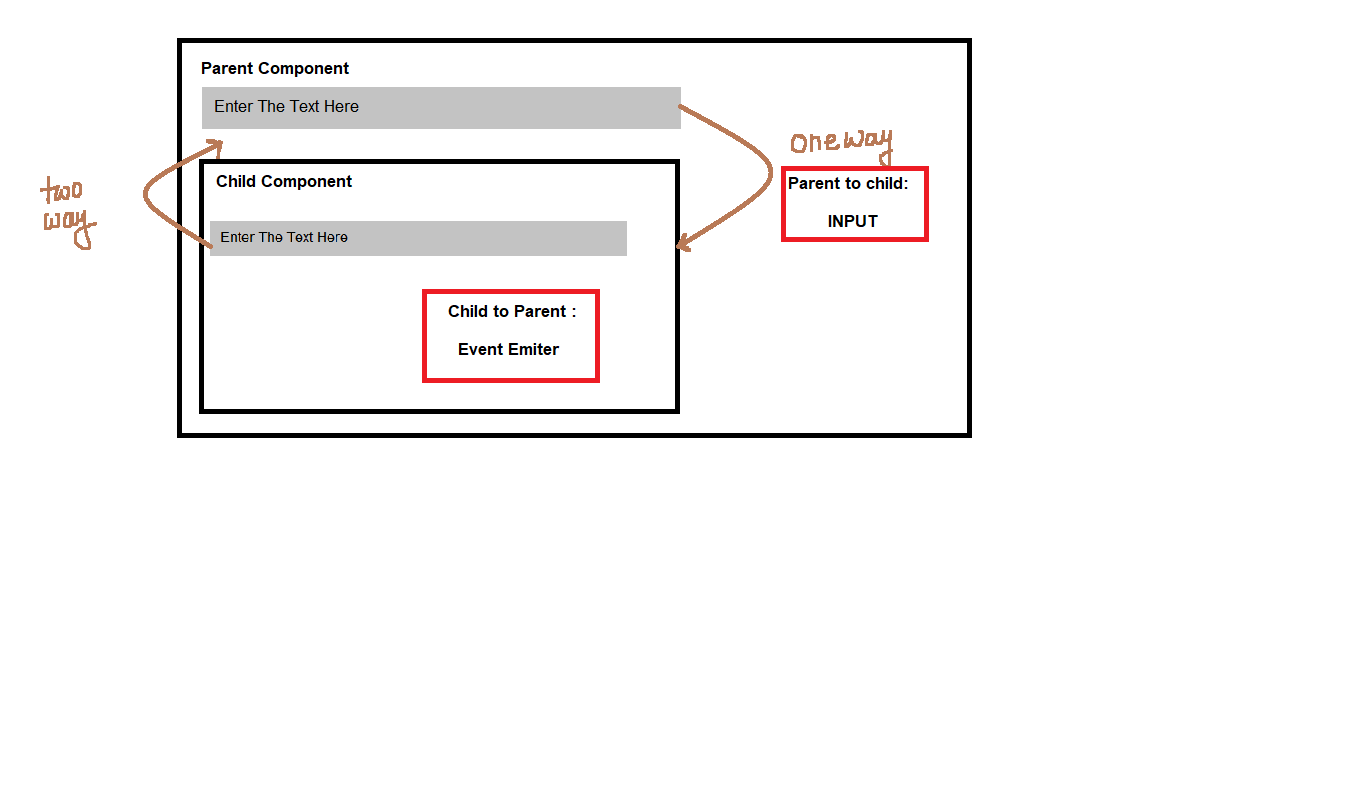 Parent Component
Enter The Text Here
one way
two
way
Child Component
Parent to child:
INPUT
Enter The Text Here
Child to Parent :
Event Emiter